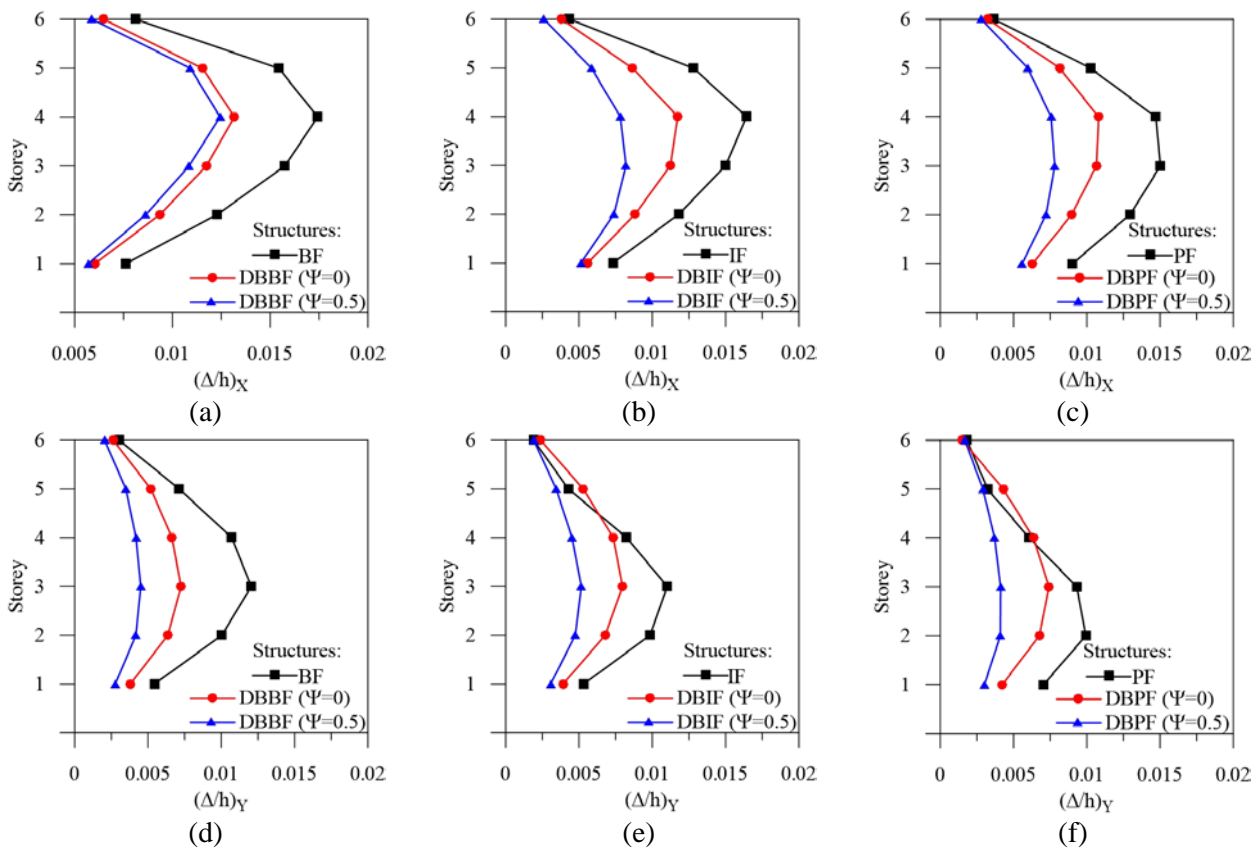 6
5
4
3
2
1
Storey
Structures:
BF
DBBF (Ψ=0)
DBBF (Ψ=0.5)
0.005 0.01 0.015 0.02
(Δ/h)X
(a)
6
5
4
3
2
1
Storey
Structures:
IF
DBIF (Ψ=0)
DBIF (Ψ=0.5)
0 0.005 0.01 0.015 0.02
(Δ/h)X
(b)
6
5
4
3
2
1
Storey
Structures:
PF
DBPF (Ψ=0)
DBPF (Ψ=0.5)
0 0.005 0.01 0.015 0.02
(Δ/h)X
(c)
6
5
4
3
2
1
Storey
Structures:
BF
DBBF (Ψ=0)
DBBF (Ψ=0.5)
0 0.005 0.01 0.015 0.02
(Δ/h)Y
(d)
6
5
4
3
2
1
Storey
Structures:
IF
DBIF (Ψ=0)
DBIF (Ψ=0.5)
0 0.005 0.01 0.015 0.02
(Δ/h)Y
(e)
6
5
4
3
2
1
Storey
Structures:
PF
DBPF (Ψ=0)
DBPF (Ψ=0.5)
0 0.005 0.01 0.015 0.02
(Δ/h)Y
(f)